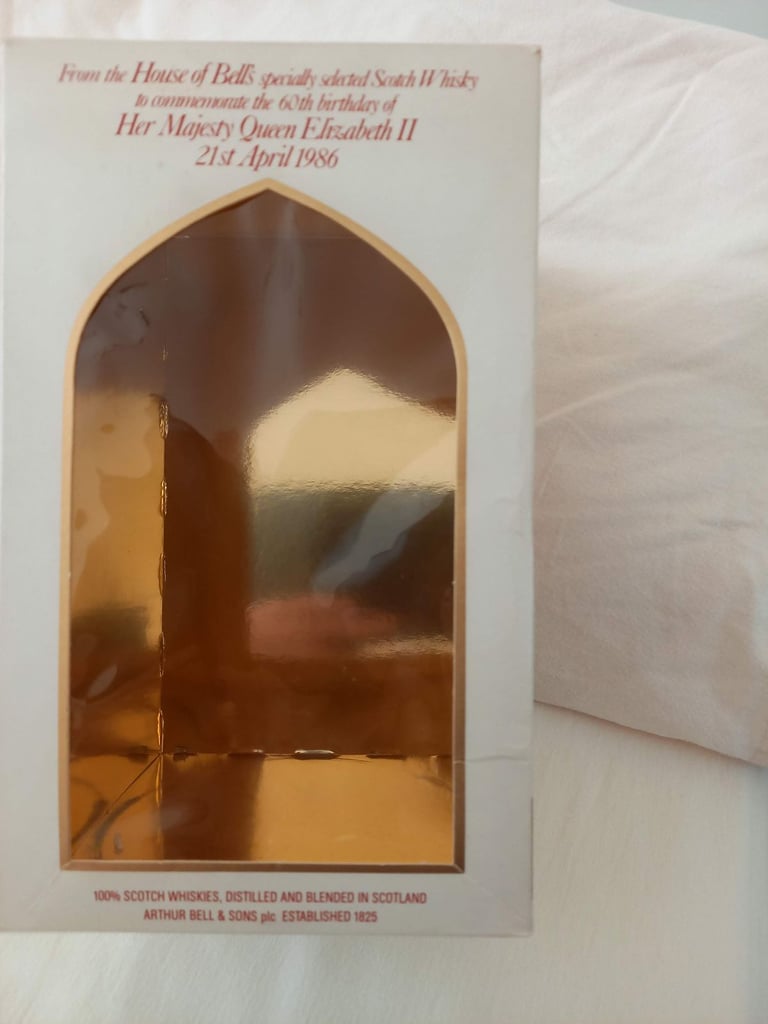 From the House of Bell's specially selected Scotch Whisky
to commemorate the 60th birthday of
Her Majesty Queen Elizabeth II
21st April 1986
100% SCOTCH WHISKIES, DISTILLED AND BLENDED IN SCOTLAND
ARTHUR BELL & SONS plc ESTABLISHED 1825